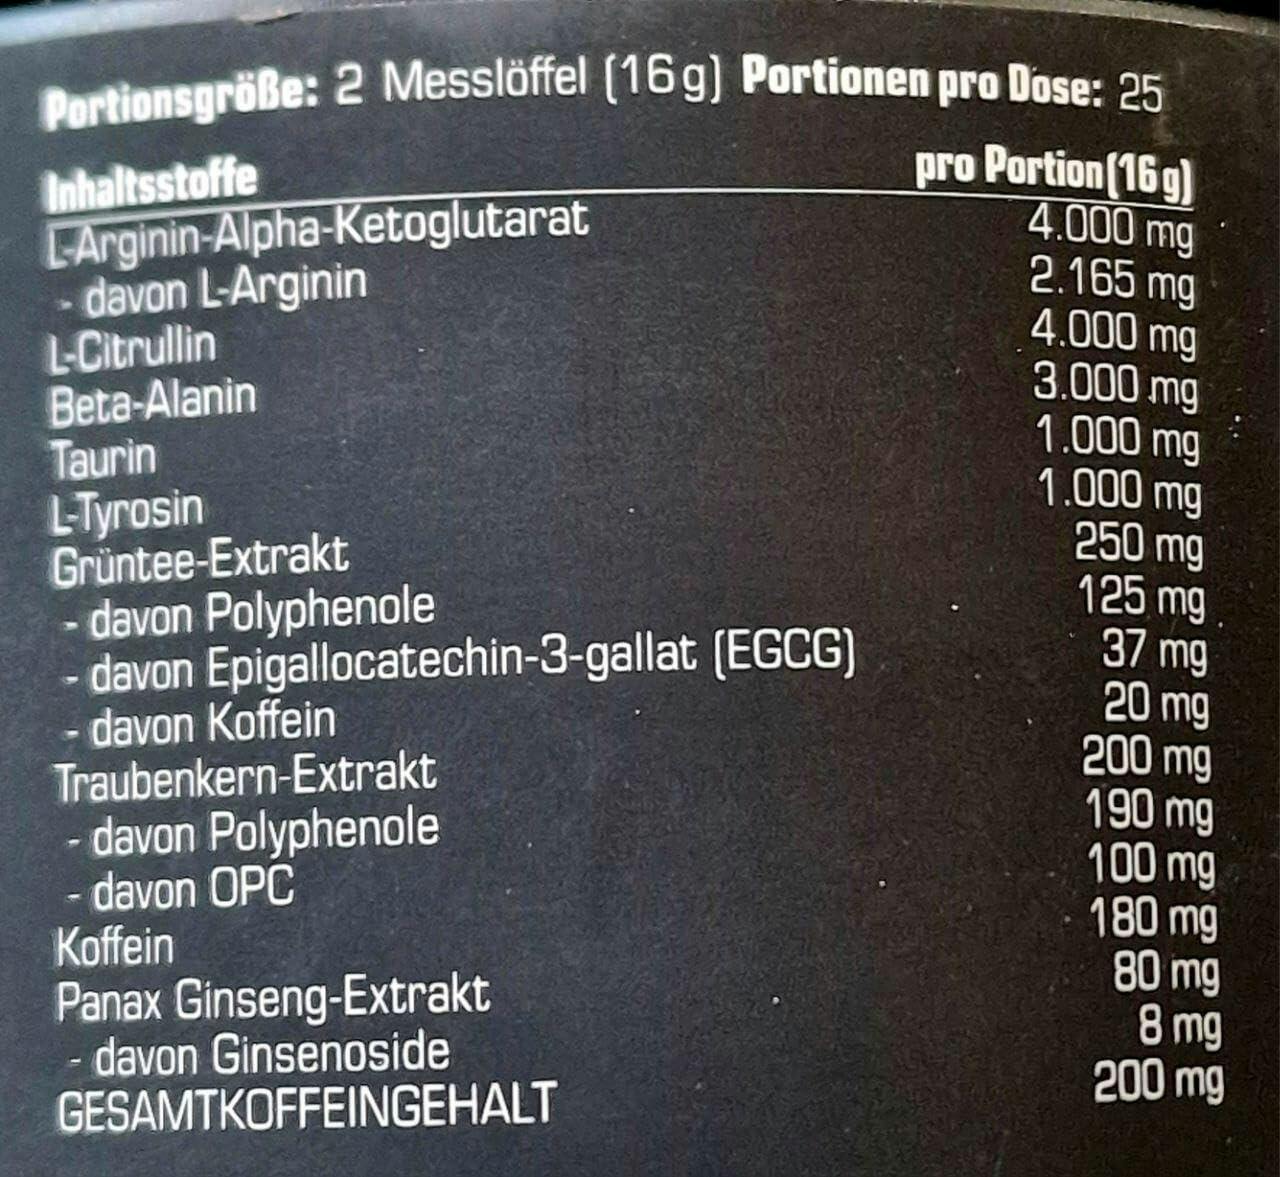 Portionsgröße: 2 Messlöffel (16 g) Portionen pro Dose: 25
Inhaltsstoffe pro Portion (16 g)
L-Arginin-Alpha-Ketoglutarat 4.000 mg
- davon L-Arginin 2.165 mg
L-Citrullin 4.000 mg
Beta-Alanin 3.000 mg
Taurin 1.000 mg
L-Tyrosin 1.000 mg
Grüntee-Extrakt 250 mg
- davon Polyphenole 125 mg
- davon Epigallocatechin-3-gallat (EGCG) 37 mg
- davon Koffein 20 mg
Traubenkern-Extrakt 200 mg
- davon Polyphenole 190 mg
- davon OPC 100 mg
Koffein 180 mg
Panax Ginseng-Extrakt 80 mg
- davon Ginsenoside 8 mg
GESAMTKOFFEINGEHALT 200 mg